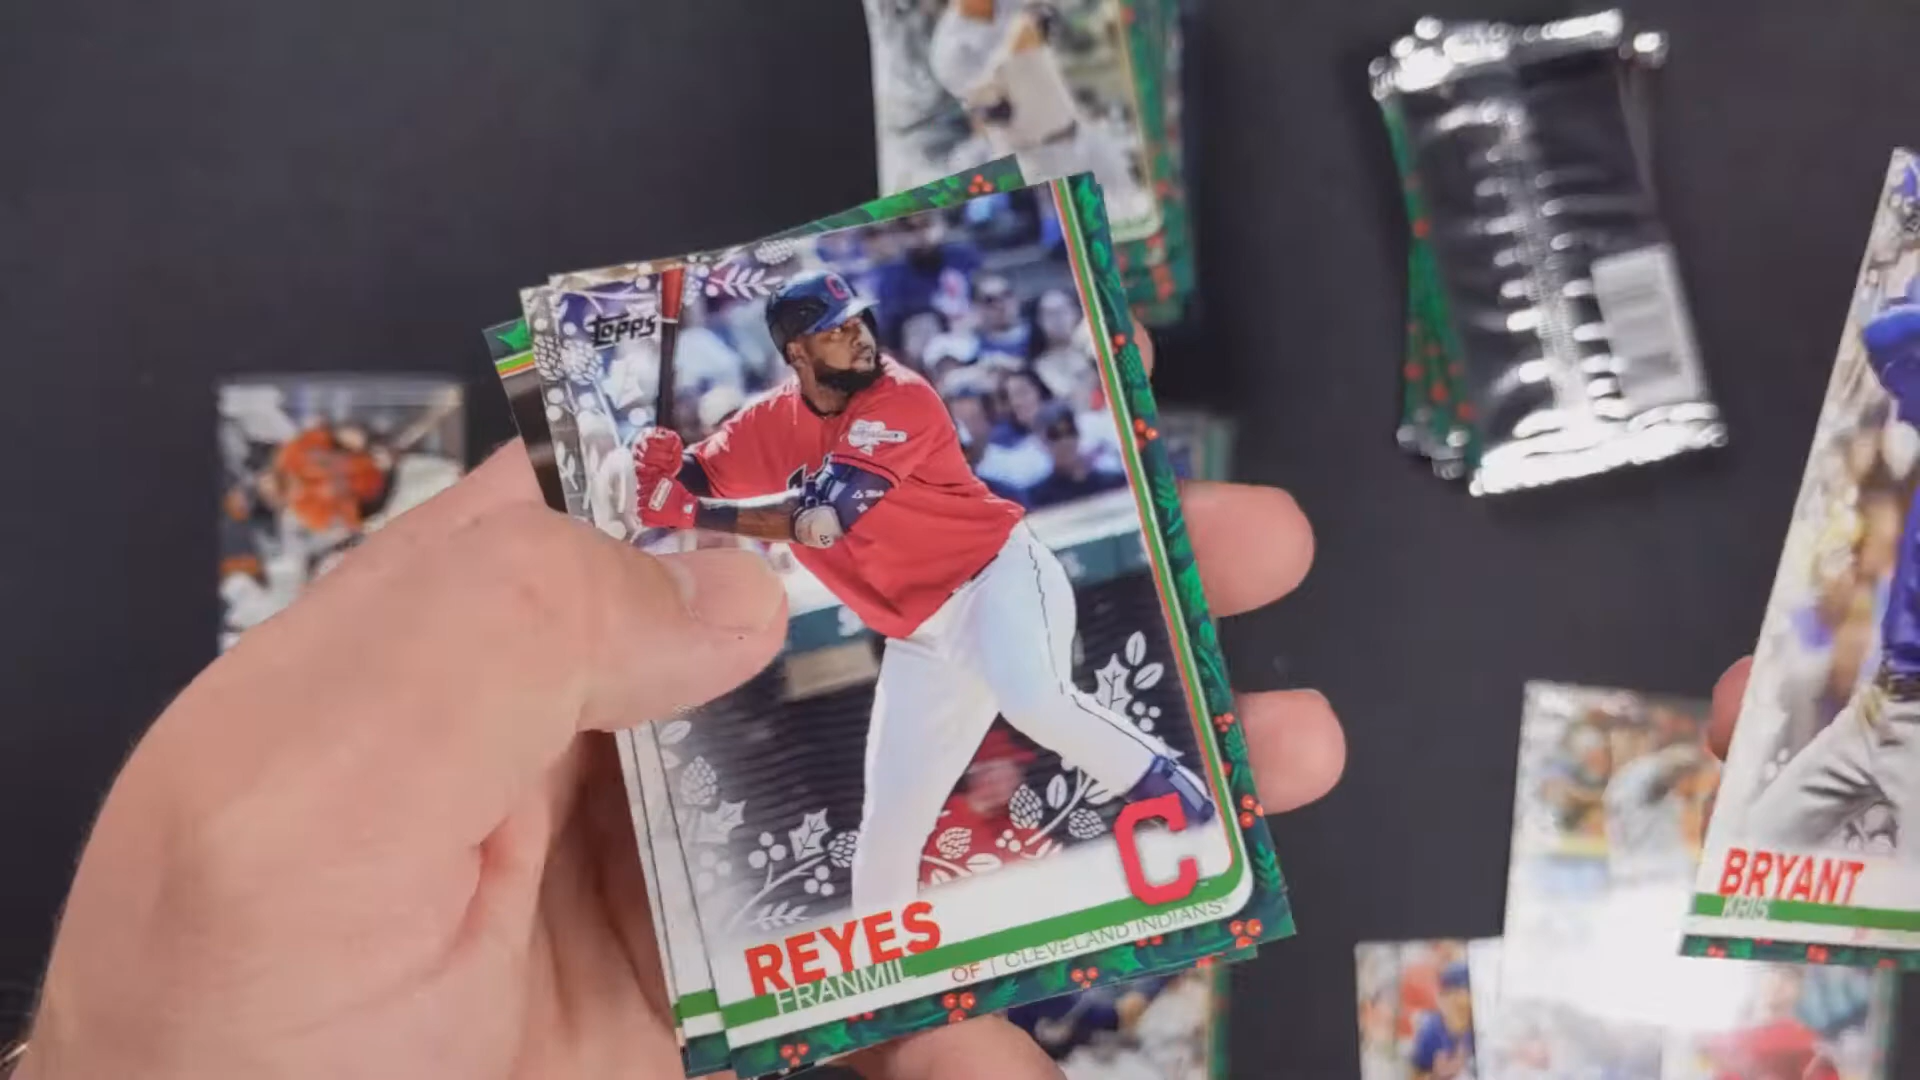 TOPPS
REYES
FRANMIL
OF | CLEVELAND INDIANS
BRYANT
KRIS